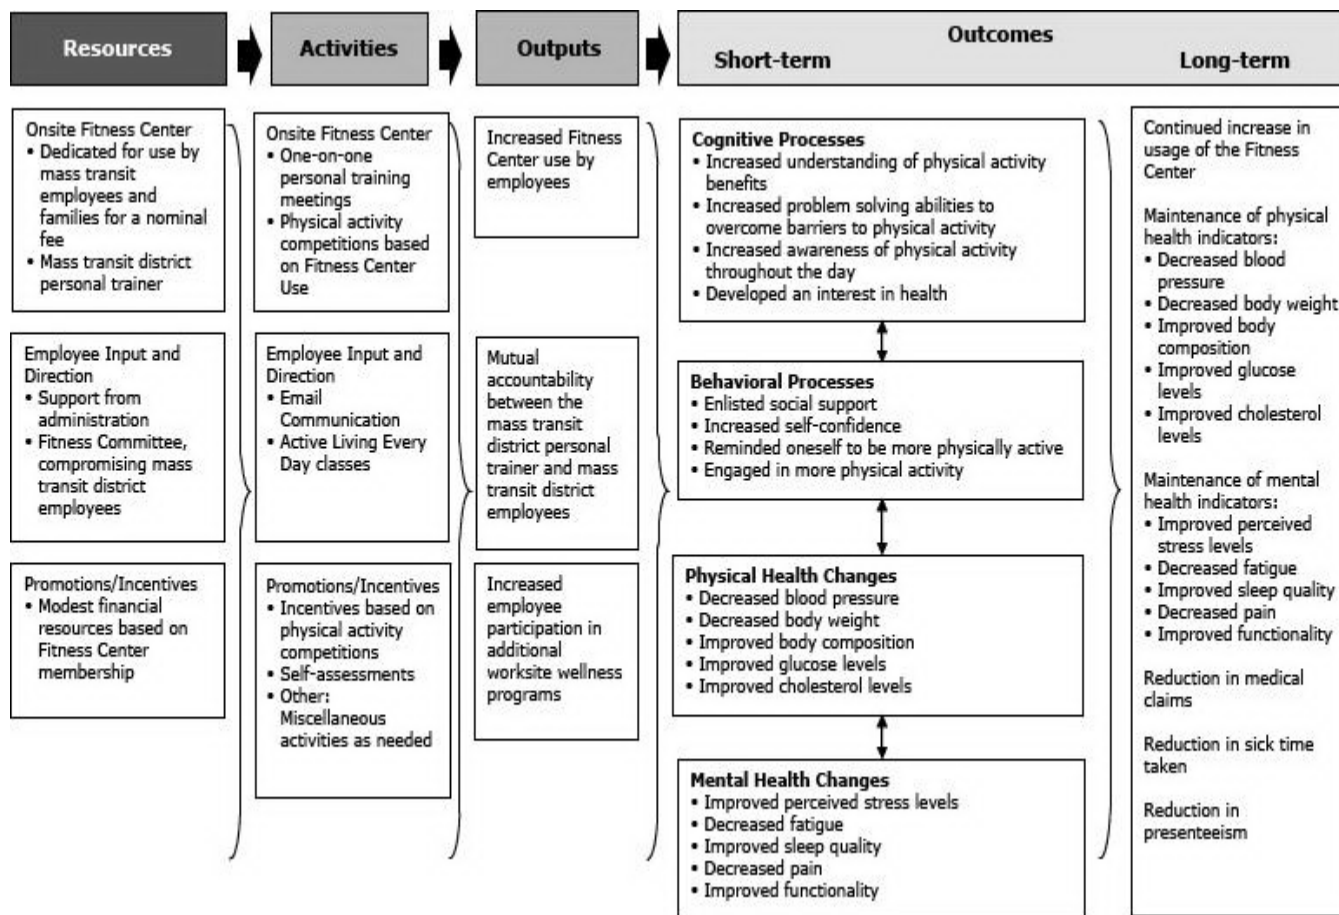 Resources
Activities
Outputs
Outcomes
Short-term
Long-term
Onsite Fitness Center
• Dedicated for use by
mass transit
employees and
families for a nominal
fee
• Mass transit district
personal trainer
Employee Input and
Direction
• Support from
administration
• Fitness Committee,
compromising mass
transit district
employees
Promotions/Incentives
• Modest financial
resources based on
Fitness Center
membership
Onsite Fitness Center
• One-on-one
personal training
meetings
• Physical activity
competitions based
on Fitness Center
Use
Employee Input and
Direction
• Email
Communication
• Active Living Every
Day classes
Promotions/Incentives
• Incentives based on
physical activity
competitions
• Self-assessments
• Other:
Miscellaneous
activities as needed
Increased Fitness
Center use by
employees
Mutual
accountability
between the
mass transit
district personal
trainer and mass
transit district
employees
Increased
employee
participation in
additional
worksite wellness
programs
Cognitive Processes
• Increased understanding of physical activity
benefits
• Increased problem solving abilities to
overcome barriers to physical activity
• Increased awareness of physical activity
throughout the day
• Developed an interest in health
Behavioral Processes
• Enlisted social support
• Increased self-confidence
• Reminded oneself to be more physically active
• Engaged in more physical activity
Physical Health Changes
• Decreased blood pressure
• Decreased body weight
• Improved body composition
• Improved glucose levels
• Improved cholesterol levels
Mental Health Changes
• Improved perceived stress levels
• Decreased fatigue
• Improved sleep quality
• Decreased pain
• Improved functionality
Continued increase in
usage of the Fitness
Center
Maintenance of physical
health indicators:
• Decreased blood
pressure
• Decreased body weight
• Improved body
composition
• Improved glucose
levels
• Improved cholesterol
levels
Maintenance of mental
health indicators:
• Improved perceived
stress levels
• Decreased fatigue
• Improved sleep quality
• Decreased pain
• Improved functionality
Reduction in medical
claims
Reduction in sick time
taken
Reduction in
presenteeism